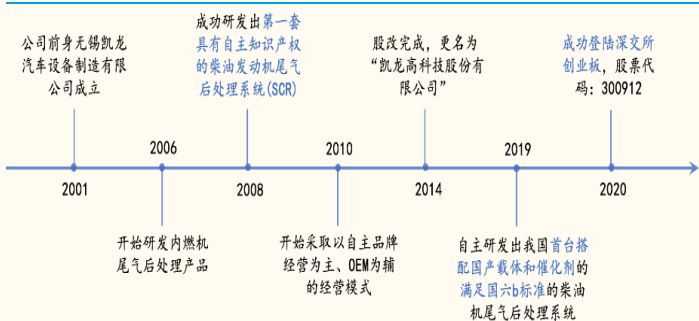 公司前身无锡凯龙
汽车设备制造有限
公司成立
2001
2006
开始研发内燃机
尾气后处理产品
成功研发出第一套
具有自主知识产权
的柴油发动机尾气
后处理系统(SCR)
2008
2010
开始采取以自主品牌
经营为主、OEM为辅
的经营模式
股改完成，更名为
“凯龙高科技股份有
限公司”
2014
2019
自主研发出我国首台搭
配国产载体和催化剂的
满足国六b标准的柴油
机尾气后处理系统
成功登陆深交所
创业板，股票代
码：300912
2020